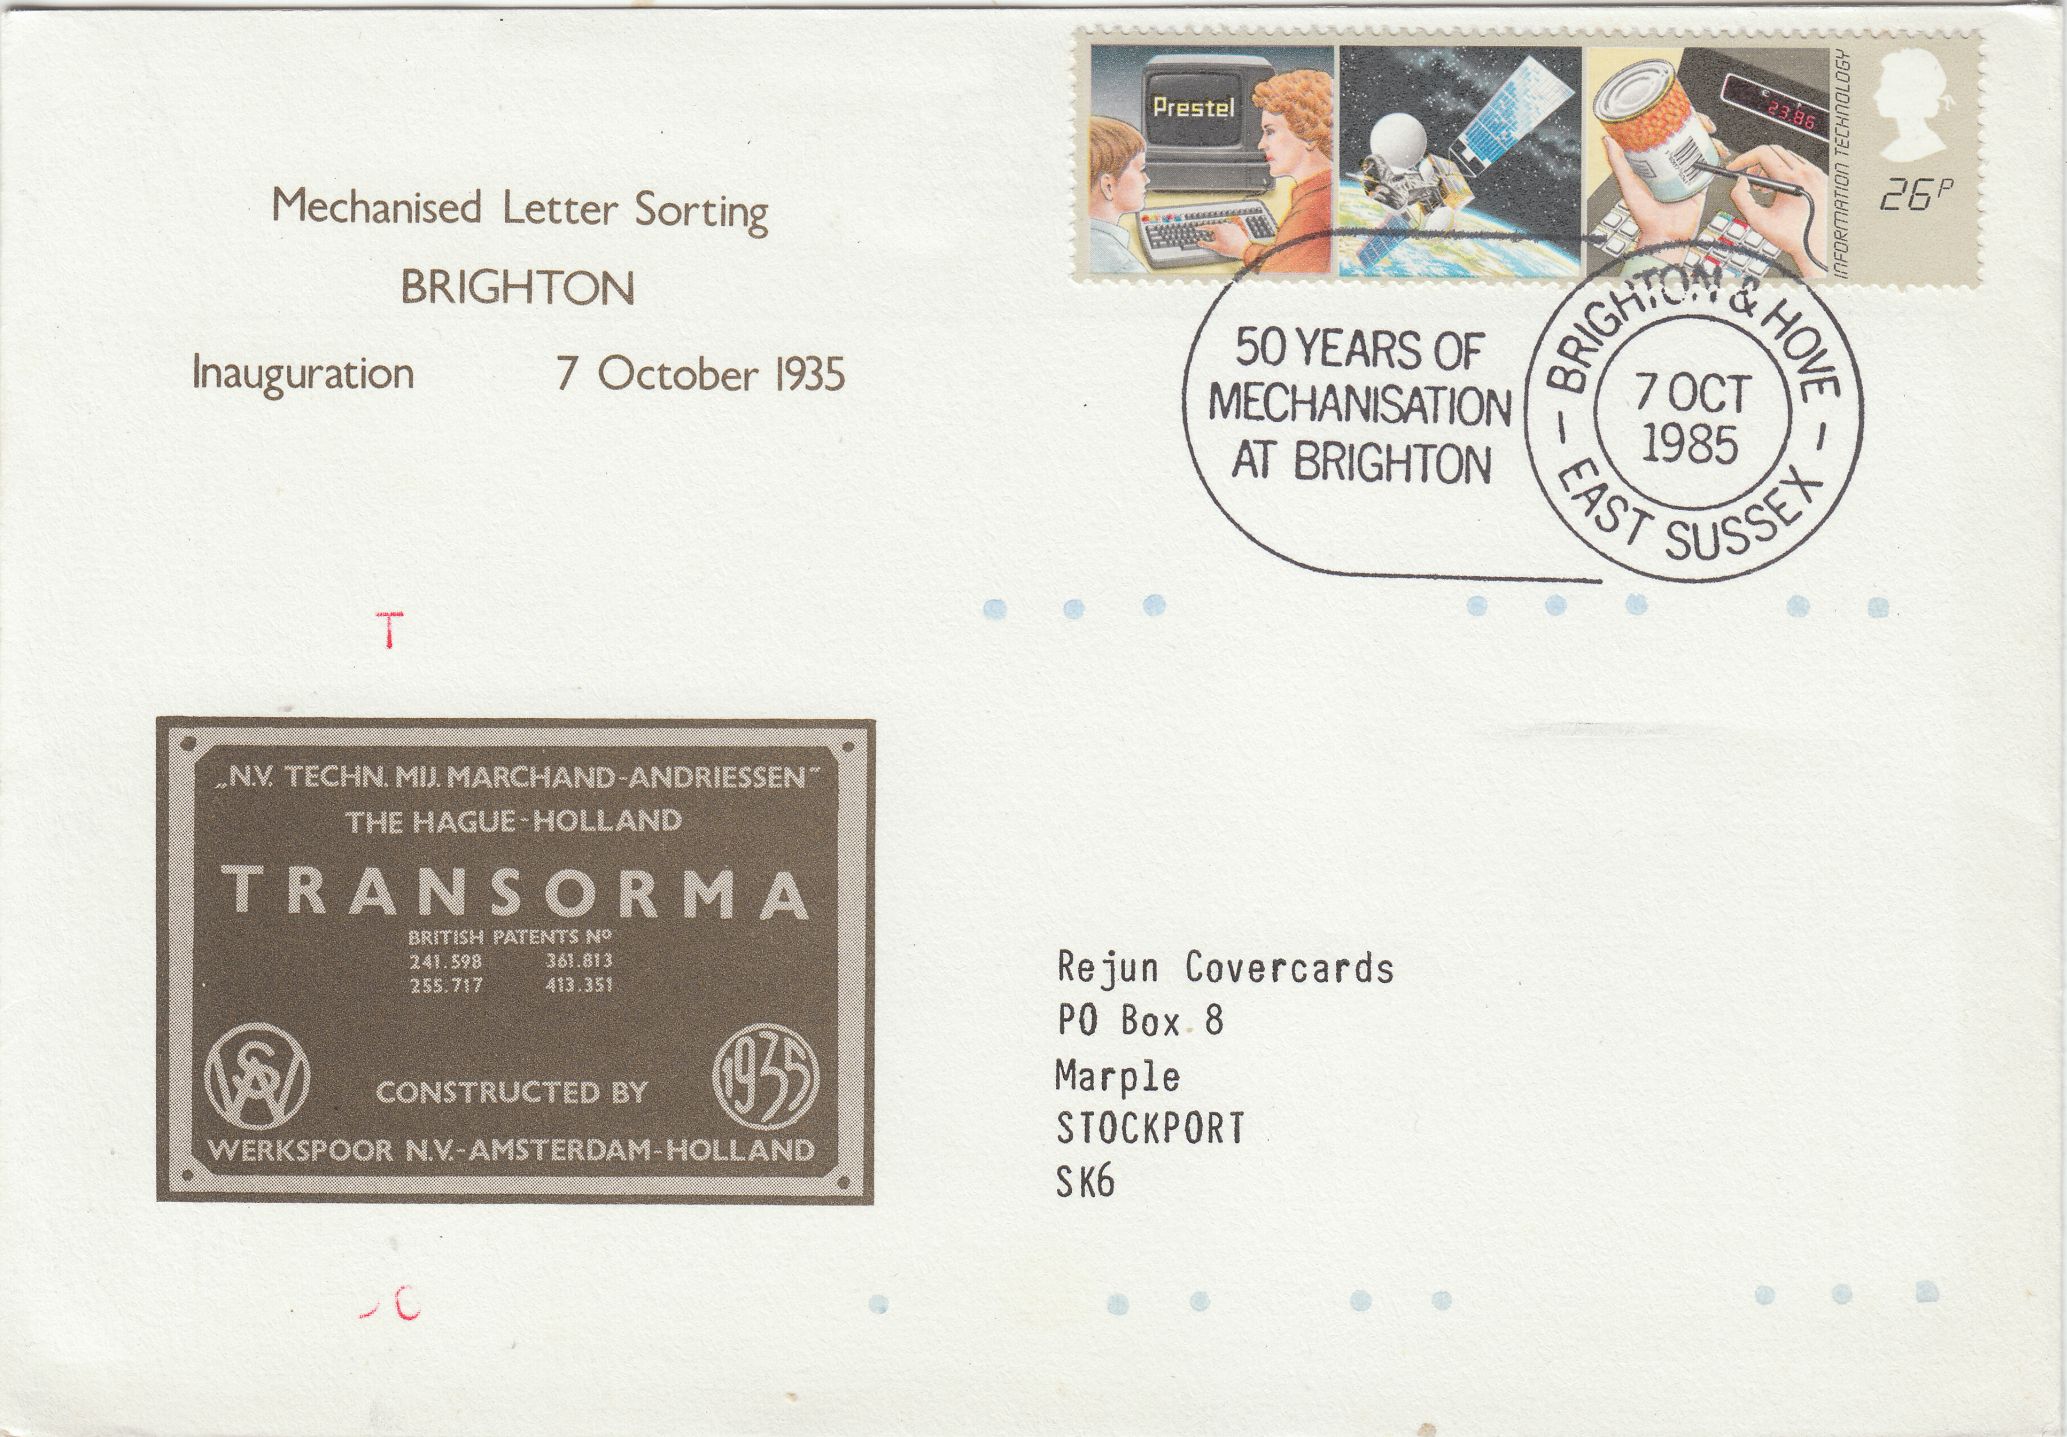 Prestel
23.86
INFORMATION TECHNOLOGY
26P
Mechanised Letter Sorting
BRIGHTON
Inauguration 7 October 1935
50 YEARS OF
MECHANISATION
AT BRIGHTON
BRIGHTON & HOVE
7 OCT
1985
EAST SUSSEX
T
„N.V. TECHN. MIJ. MARCHAND-ANDRIESSEN"
THE HAGUE-HOLLAND
TRANSORMA
BRITISH PATENTS Nº
241.598 361.813
255.717 413.351
1935
CONSTRUCTED BY
WERKSPOOR N.V.-AMSTERDAM-HOLLAND
Rejun Covercards
PO Box 8
Marple
STOCKPORT
SK6